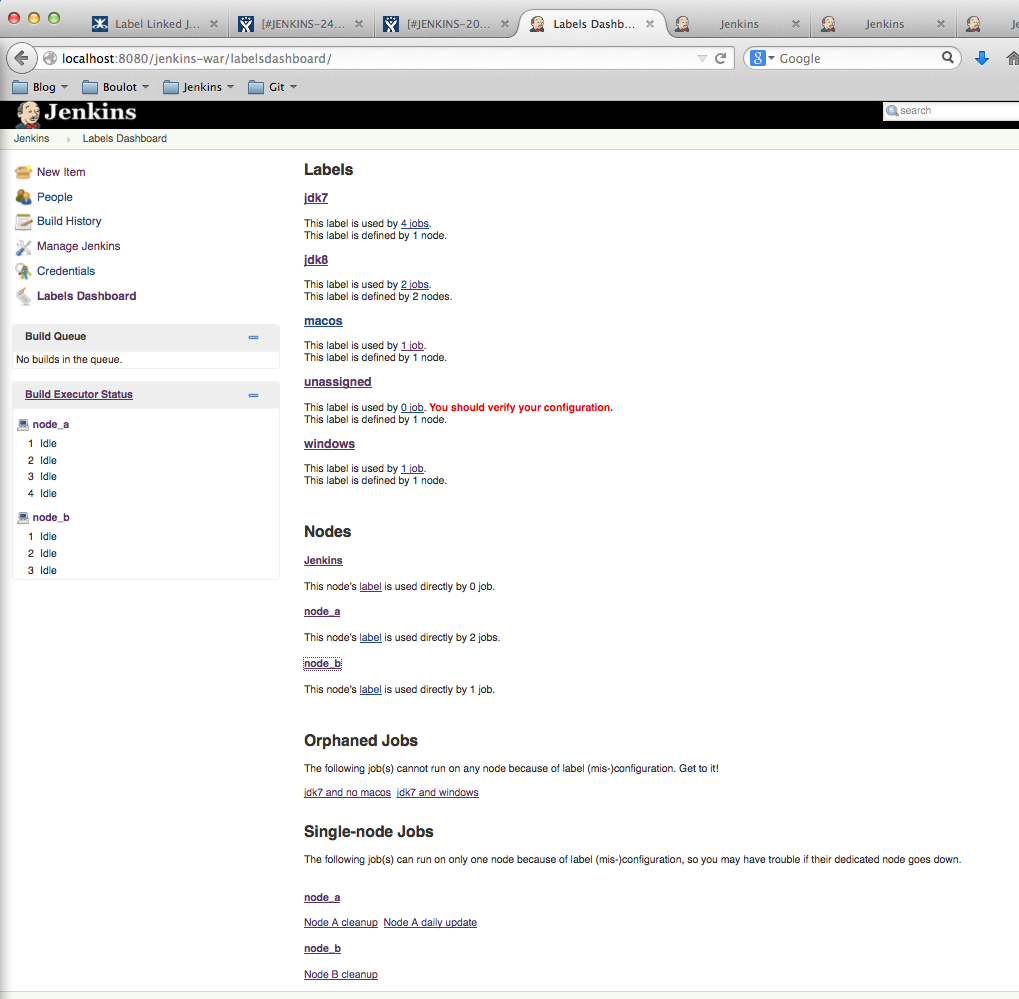 Label Linked J...
[#JENKINS-24...
[#JENKINS-20...
Labels Dashb...
Jenkins
Jenkins
Je
localhost:8080/jenkins-war/labelsdashboard/
Google
Blog
Boulot
Jenkins
Git
Jenkins
search
Jenkins
Labels Dashboard
New Item
People
Build History
Manage Jenkins
Credentials
Labels Dashboard
Build Queue
No builds in the queue.
Build Executor Status
node_a
1 Idle
2 Idle
3 Idle
4 Idle
node_b
1 Idle
2 Idle
3 Idle
Labels
jdk7
This label is used by 4 jobs.
This label is defined by 1 node.
jdk8
This label is used by 2 jobs.
This label is defined by 2 nodes.
macos
This label is used by 1 job.
This label is defined by 1 node.
unassigned
This label is used by 0 job. You should verify your configuration.
This label is defined by 1 node.
windows
This label is used by 1 job.
This label is defined by 1 node.
Nodes
Jenkins
This node's label is used directly by 0 job.
node_a
This node's label is used directly by 2 jobs.
node_b
This node's label is used directly by 1 job.
Orphaned Jobs
The following job(s) cannot run on any node because of label (mis-)configuration. Get to it!
jdk7 and no macos jdk7 and windows
Single-node Jobs
The following job(s) can run on only one node because of label (mis-)configuration, so you may have trouble if their dedicated node goes down.
node_a
Node A cleanup Node A daily update
node_b
Node B cleanup